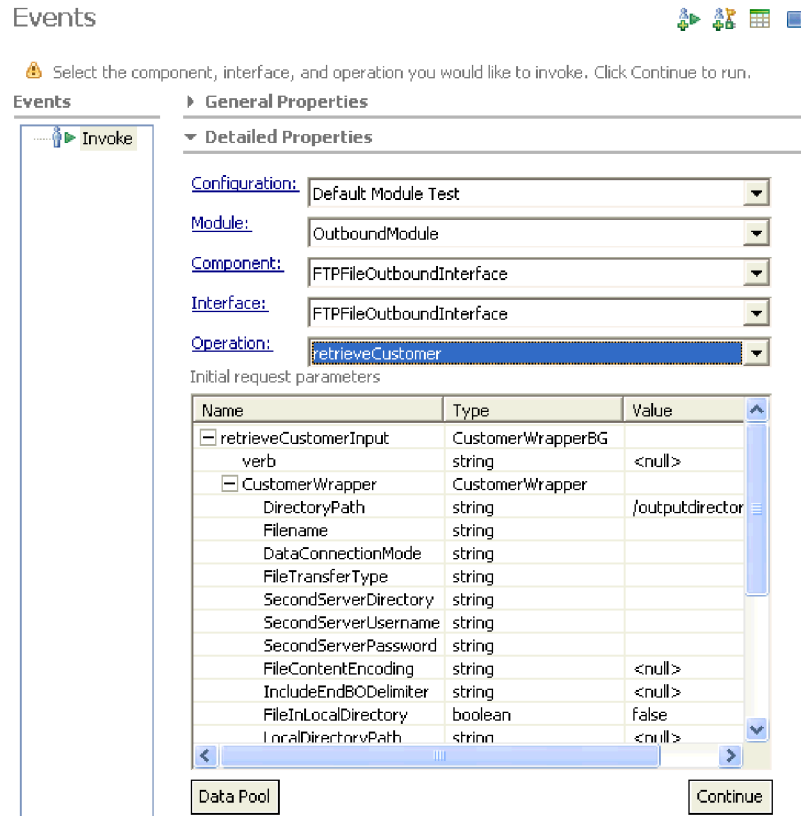 Events
Select the component, interface, and operation you would like to invoke. Click Continue to run.
Events
General Properties
Invoke
Detailed Properties
Configuration: Default Module Test
Module: OutboundModule
Component: FTPFileOutboundInterface
Interface: FTPFileOutboundInterface
Operation: retrieveCustomer
Initial request parameters
Name Type Value
retrieveCustomerInput CustomerWrapperBG
verb string <null>
CustomerWrapper CustomerWrapper
DirectoryPath string /outputdirector
Filename string
DataConnectionMode string
FileTransferType string
SecondServerDirectory string
SecondServerUsername string
SecondServerPassword string
FileContentEncoding string <null>
IncludeEndBODelimiter string <null>
FileInLocalDirectory boolean false
LocalDirectoryPath string <null>
Data Pool Continue